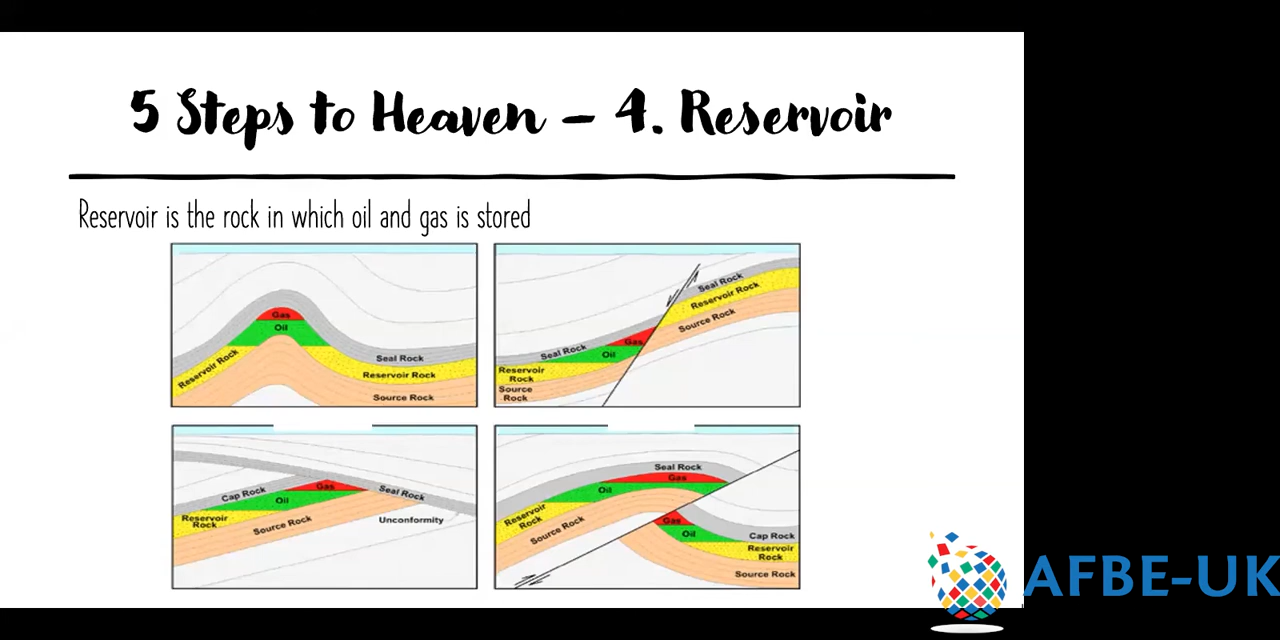 5 Steps to Heaven – 4. Reservoir
Reservoir is the rock in which oil and gas is stored
Gas
Oil
Reservoir Rock
Seal Rock
Reservoir Rock
Source Rock
Seal Rock
Reservoir Rock
Source Rock
Gas
Seal Rock
Oil
Reservoir
Rock
Source
Rock
Cap Rock
Gas
Oil
Seal Rock
Reservoir
Rock
Source Rock
Unconformity
Seal Rock
Gas
Oil
Reservoir
Rock
Source Rock
Gas
Oil
Cap Rock
Reservoir
Rock
Source Rock
AFBE-UK